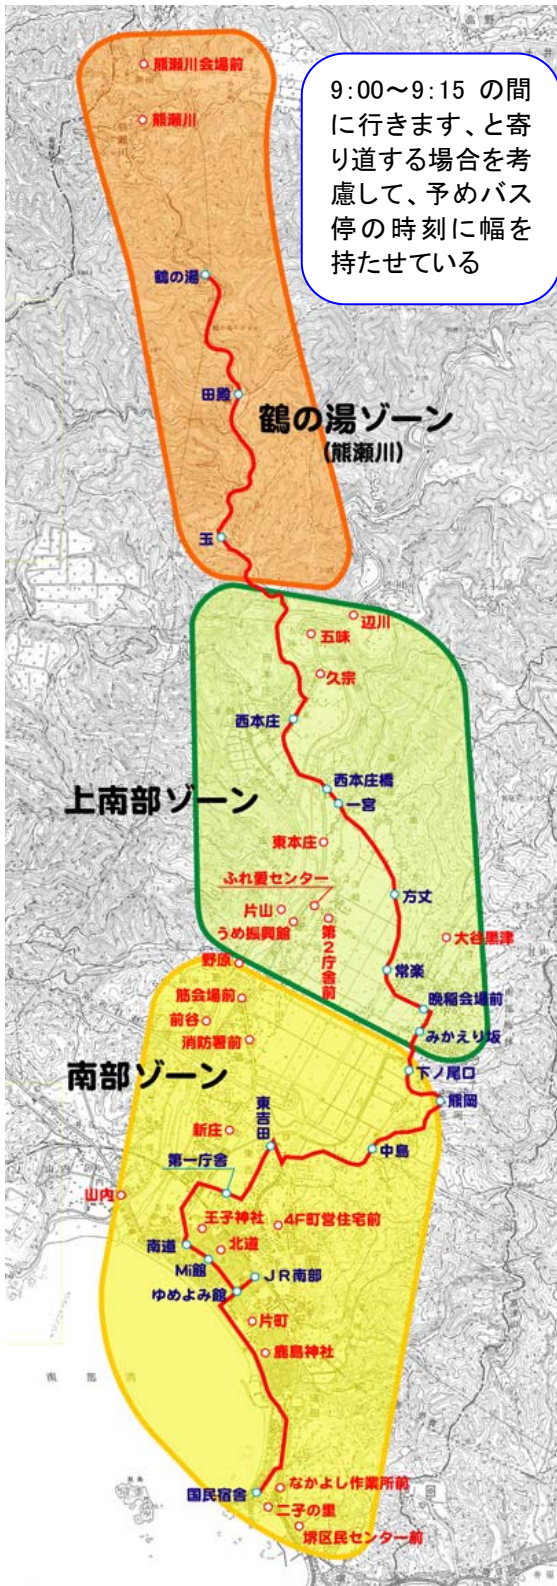 9:00～9:15 の間
に行きます、と寄
り道する場合を考
慮して、予めバス
停の時刻に幅を
持たせている
高野
熊瀬川会場前
熊瀬川
鶴の湯
田殿
鶴の湯ゾーン
(熊瀬川)
玉
辺川
五味
久宗
西本庄
西本庄橋
上南部ゾーン
一宮
東本庄
ふれ愛センター
方丈
片山
うめ振興館
第2庁舎前
大谷黒津
野原
常楽
筋会場前
晩稲会場前
前谷
みかえり坂
消防署前
南部ゾーン
下ノ尾口
熊岡
東吉田
新庄
中島
第一庁舎
山内
王子神社
4F町営住宅前
南道
北道
Mi館
JR南部
ゆめよみ館
片町
鹿島神社
国民宿舎
なかよし作業所前
二子の里
堺区民センター前